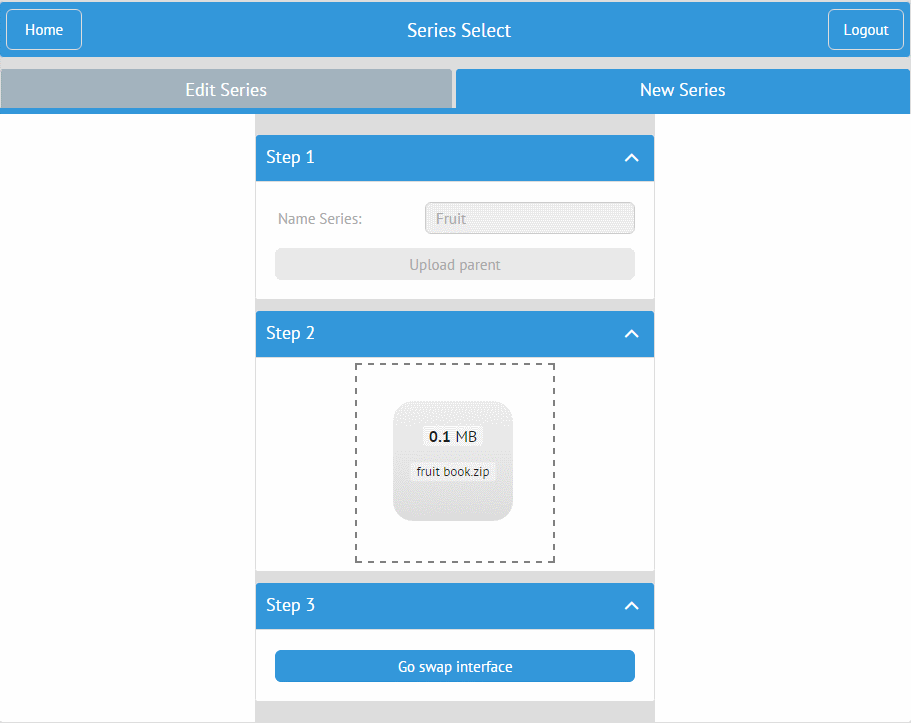 Home
Series Select
Logout
Edit Series
New Series
Step 1
Name Series:
Fruit
Upload parent
Step 2
0.1 MB
fruit book.zip
Step 3
Go swap interface